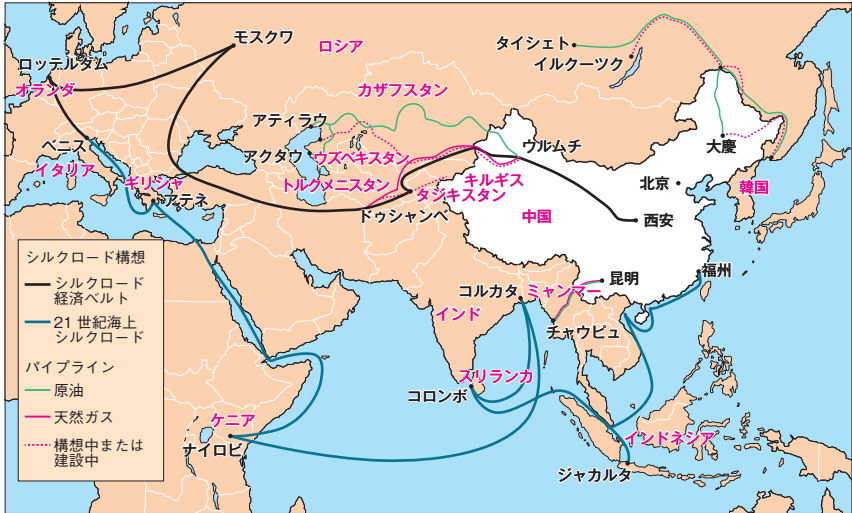 モスクワ
ロシア
タイシェト
イルクーツク
ロッテルダム
オランダ
カザフスタン
アティラウ
ベニス
アクタウ
ウズベキスタン
ウルムチ
大慶
イタリア
ギリシャ
アテネ
トルクメニスタン
キルギス
タジキスタン
北京
韓国
ドゥシャンベ
中国
西安
シルクロード構想
シルクロード
経済ベルト
21世紀海上
シルクロード
パイプライン
原油
天然ガス
構想中または
建設中
福州
昆明
コルカタ
ミャンマー
インド
チャウピュ
スリランカ
コロンボ
ケニア
ナイロビ
インドネシア
ジャカルタ